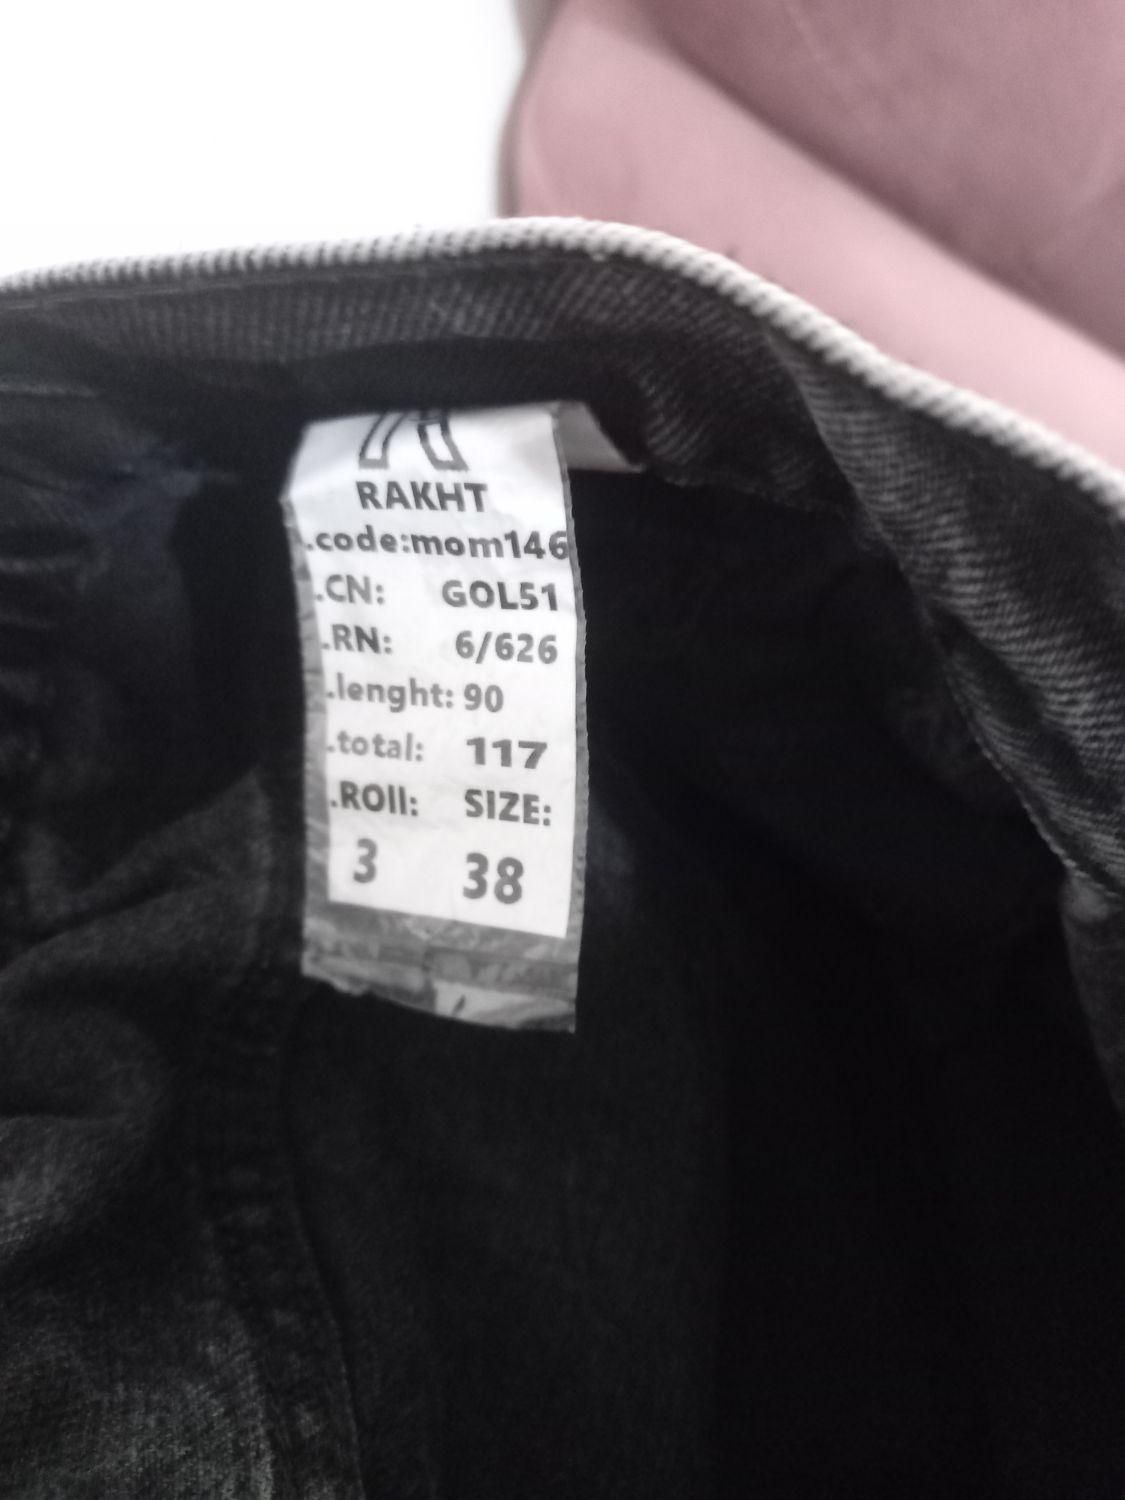 RAKHT
.code:mom146
.CN: GOL51
.RN: 6/626
.lenght: 90
.total: 117
.ROll: SIZE:
3 38